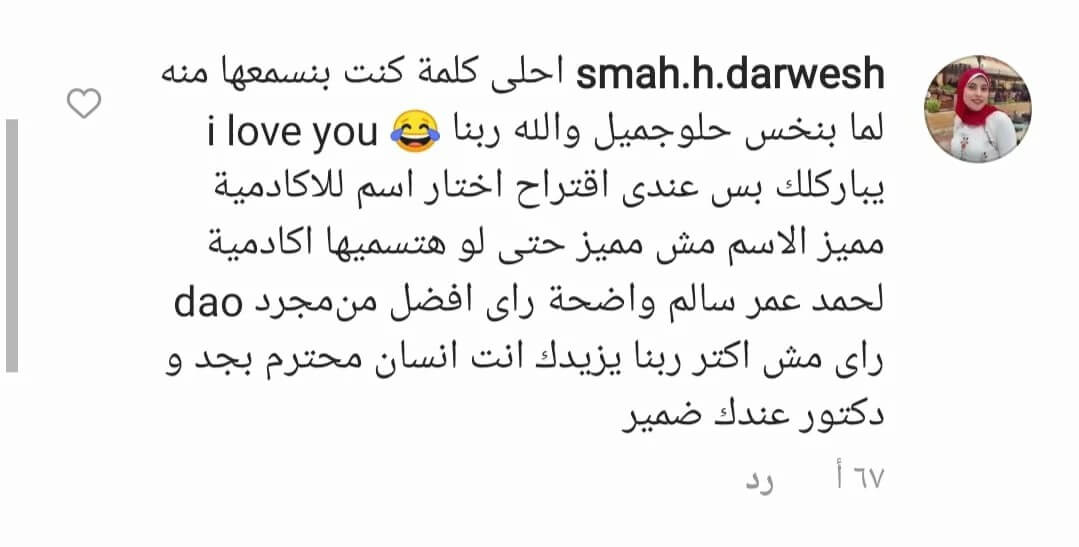 smah.h.darwesh احلى كلمة كنت بنسمعها منه
لما بنخس حلوجميل والله ربنا 😂 i love you
يباركلك بس عندى اقتراح اختار اسم للاكادمية
مميز الاسم مش مميز حتى لو هتسميها اكادمية
لحمد عمر سالم واضحة راى افضل من مجرد dao
راى مش اكتر ربنا يزيدك انت انسان محترم بجد و
دكتور عندك ضمير
٦٧ أ رد